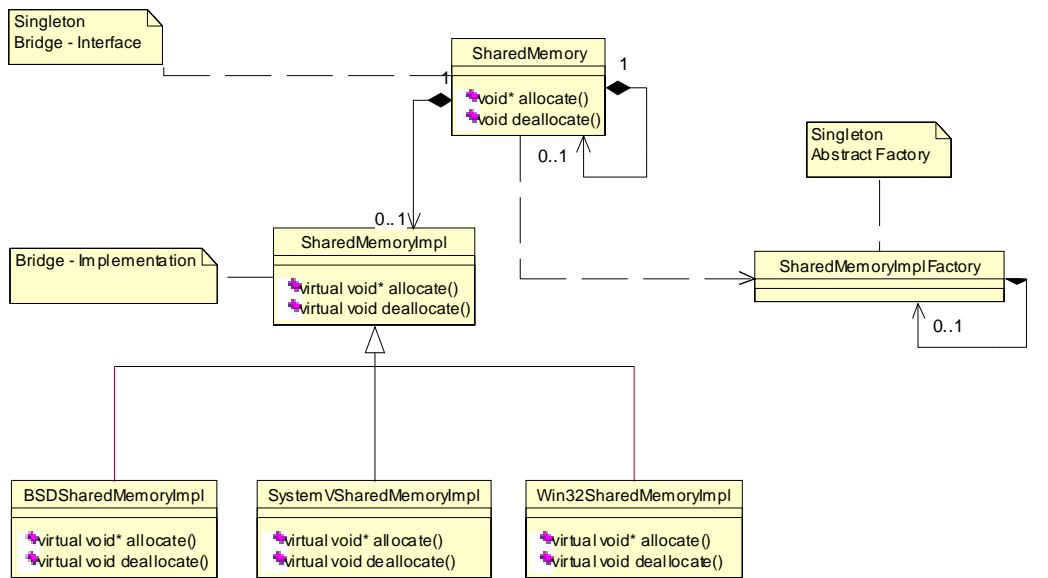 Singleton
Bridge - Interface
SharedMemory
1
1
void* allocate()
void deallocate()
0..1
Singleton
Abstract Factory
0..1
SharedMemoryImpl
Bridge - Implementation
virtual void* allocate()
virtual void deallocate()
SharedMemoryImplFactory
0..1
BSDSharedMemoryImpl
virtual void* allocate()
virtual void deallocate()
SystemVSharedMemoryImpl
virtual void* allocate()
virtual void deallocate()
Win32SharedMemoryImpl
virtual void* allocate()
virtual void deallocate()